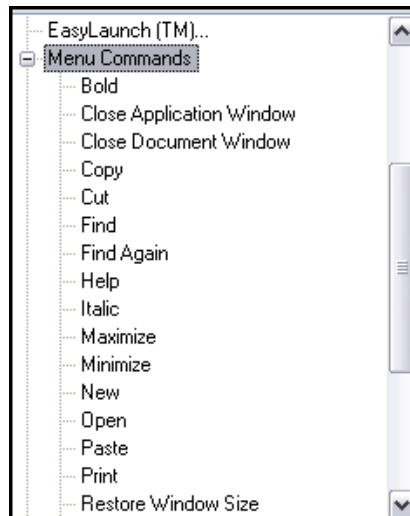 EasyLaunch (TM)...
Menu Commands
Bold
Close Application Window
Close Document Window
Copy
Cut
Find
Find Again
Help
Italic
Maximize
Minimize
New
Open
Paste
Print
Restore Window Size